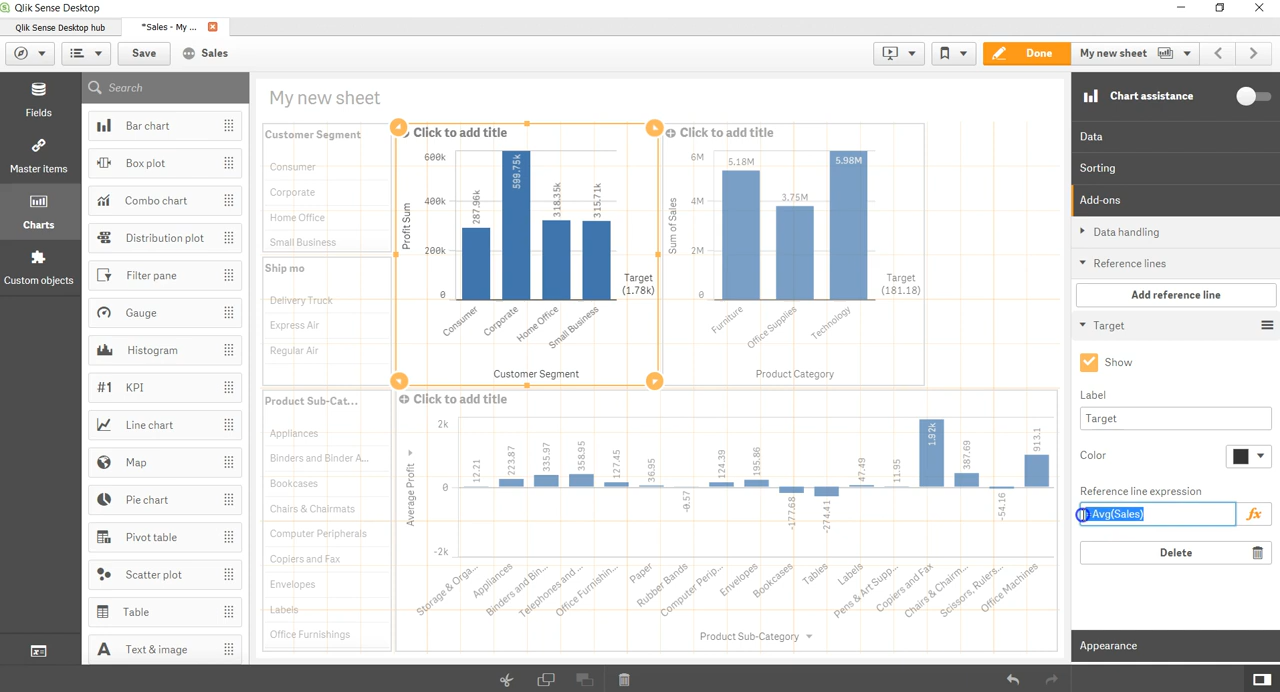 Qlik Sense Desktop
Qlik Sense Desktop hub
*Sales - My ...
Save
Sales
Done
My new sheet
Fields
Master items
Charts
Custom objects
Search
Bar chart
Box plot
Combo chart
Distribution plot
Filter pane
Gauge
Histogram
#1 KPI
Line chart
Map
Pie chart
Pivot table
Scatter plot
Table
A Text & image
My new sheet
Customer Segment
Consumer
Corporate
Home Office
Small Business
Ship mo
Delivery Truck
Express Air
Regular Air
Click to add title
Profit Sum
600k
400k
200k
0
287.96k
599.75k
318.35k
315.71k
Target
(1.78k)
Consumer
Corporate
Home Office
Small Business
Customer Segment
Click to add title
Sum of Sales
6M
4M
2M
0
5.18M
3.75M
5.98M
Target
(181.18)
Furniture
Office Supplies
Technology
Product Category
Product Sub-Cat...
Appliances
Binders and Binder A...
Bookcases
Chairs & Chairmats
Computer Peripherals
Copiers and Fax
Envelopes
Labels
Office Furnishings
Click to add title
Average Profit
2k
0
-2k
12.21
223.87
335.97
358.95
127.45
36.95
-0.57
124.39
195.86
-177.68
-274.41
47.49
11.95
1.92k
387.69
-54.16
913.1
Storage & Orga...
Appliances
Binders and Bin...
Telephones and ...
Office Furnishin...
Paper
Rubber Bands
Computer Perip...
Envelopes
Bookcases
Tables
Labels
Pens & Art Supp...
Copiers and Fax
Chairs & Chairm...
Scissors, Rulers...
Office Machines
Product Sub-Category
Chart assistance
Data
Sorting
Add-ons
Data handling
Reference lines
Add reference line
Target
Show
Label
Target
Color
Reference line expression
Avg(Sales)
fx
Delete
Appearance